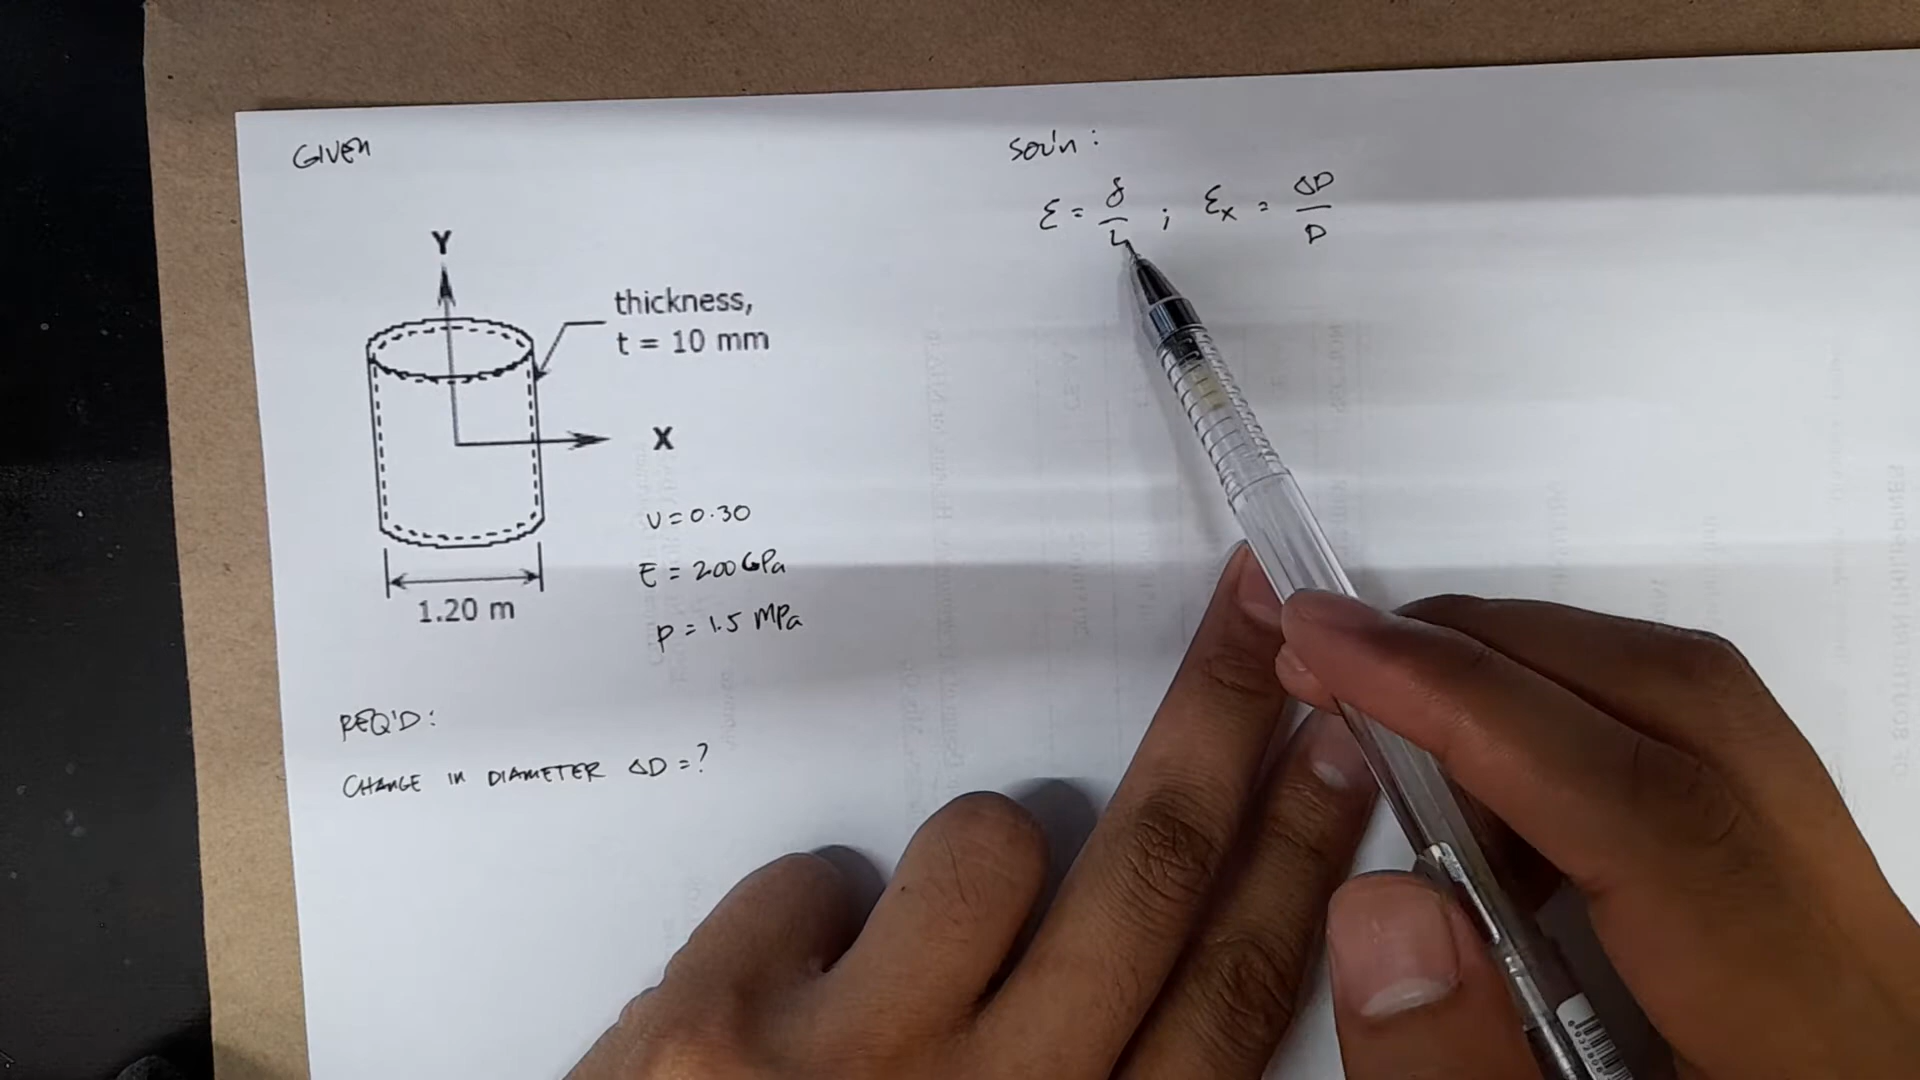 GIVEN
Y
thickness,
t = 10 mm
X
1.20 m
ν = 0.30
E = 200 GPa
p = 1.5 MPa
REQ'D:
CHANGE IN DIAMETER ΔD = ?
SOL'N:
ε = δ/L ; εx = ΔD/D